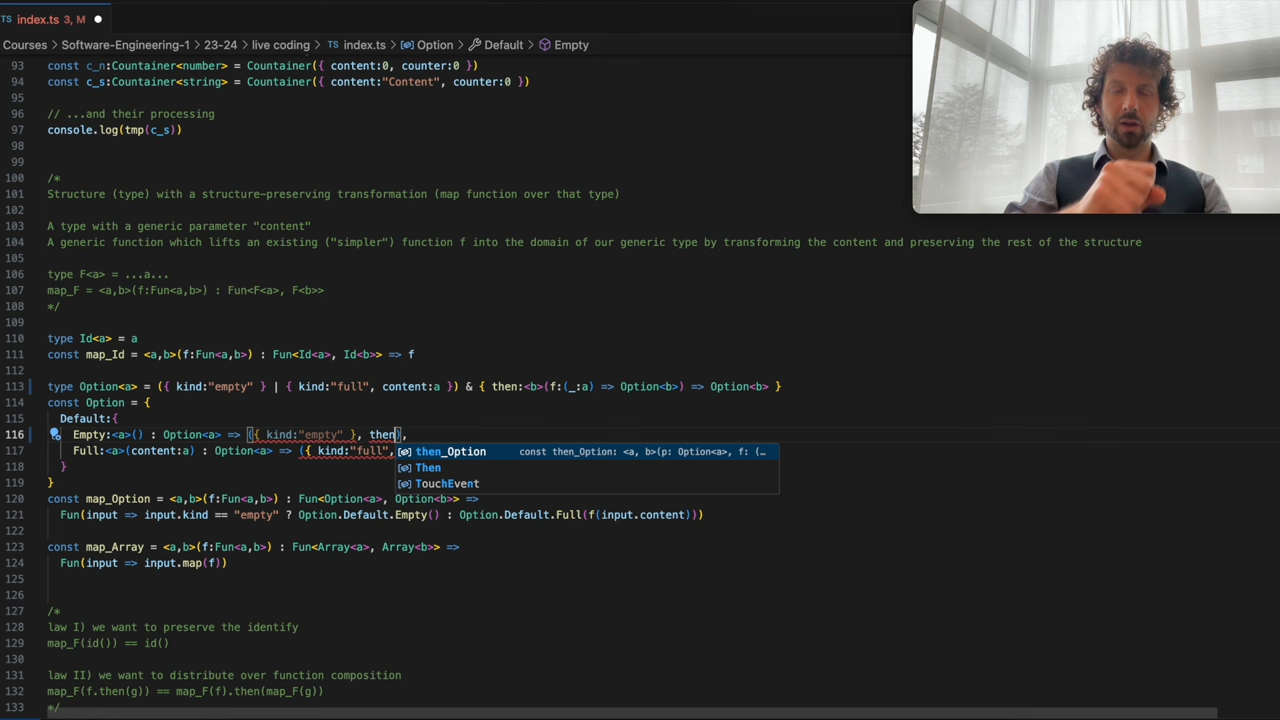 TS index.ts 3, M
Courses > Software-Engineering-1 > 23-24 > live coding > TS index.ts > Option > Default > Empty
93 const c_n:Countainer<number> = Countainer({ content:0, counter:0 })
94 const c_s:Countainer<string> = Countainer({ content:"Content", counter:0 })
95
96 // ...and their processing
97 console.log(tmp(c_s))
98
99
100 /*
101 Structure (type) with a structure-preserving transformation (map function over that type)
102
103 A type with a generic parameter "content"
104 A generic function which lifts an existing ("simpler") function f into the domain of our generic type by transforming the content and preserving the rest of the structure
105
106 type F<a> = ...a...
107 map_F = <a,b>(f:Fun<a,b>) : Fun<F<a>, F<b>>
108 */
109
110 type Id<a> = a
111 const map_Id = <a,b>(f:Fun<a,b>) : Fun<Id<a>, Id<b>> => f
112
113 type Option<a> = ({ kind:"empty" } | { kind:"full", content:a }) & { then:<b>(f:(_:a) => Option<b>) => Option<b> }
114 const Option = {
115 Default:{
116 Empty:<a>() : Option<a> => ({ kind:"empty" }, then),
117 Full:<a>(content:a) : Option<a> => ({ kind:"full",
then_Option const then_Option: <a, b>(p: Option<a>, f: (…
118 }
Then
TouchEvent
119 }
120 const map_Option = <a,b>(f:Fun<a,b>) : Fun<Option<a>, Option<b>> =>
121 Fun(input => input.kind == "empty" ? Option.Default.Empty() : Option.Default.Full(f(input.content)))
122
123 const map_Array = <a,b>(f:Fun<a,b>) : Fun<Array<a>, Array<b>> =>
124 Fun(input => input.map(f))
125
126
127 /*
128 law I) we want to preserve the identify
129 map_F(id()) == id()
130
131 law II) we want to distribute over function composition
132 map_F(f.then(g)) == map_F(f).then(map_F(g))
133 */